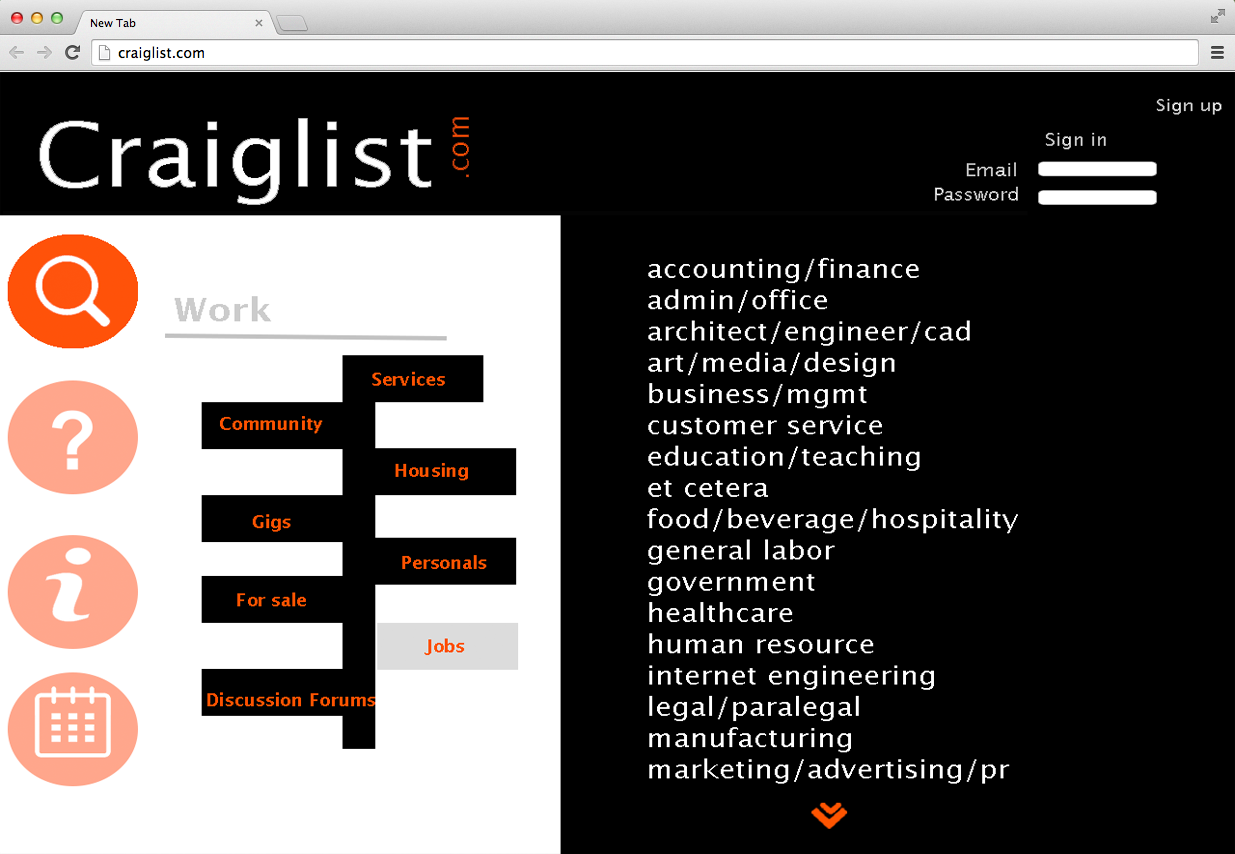 New Tab
craiglist.com
Craiglist
.com
Sign up
Sign in
Email
Password
Work
Services
Community
Housing
Gigs
Personals
For sale
Jobs
Discussion Forums
accounting/finance
admin/office
architect/engineer/cad
art/media/design
business/mgmt
customer service
education/teaching
et cetera
food/beverage/hospitality
general labor
government
healthcare
human resource
internet engineering
legal/paralegal
manufacturing
marketing/advertising/pr